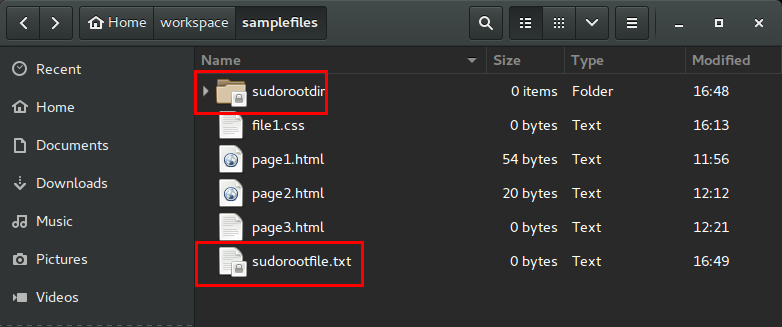 Home workspace samplefiles
Name Size Type Modified
Recent
Home
Documents
Downloads
Music
Pictures
Videos
sudorootdir 0 items Folder 16:48
file1.css 0 bytes Text 16:13
page1.html 54 bytes Text 11:56
page2.html 20 bytes Text 12:12
page3.html 0 bytes Text 12:21
sudorootfile.txt 0 bytes Text 16:49